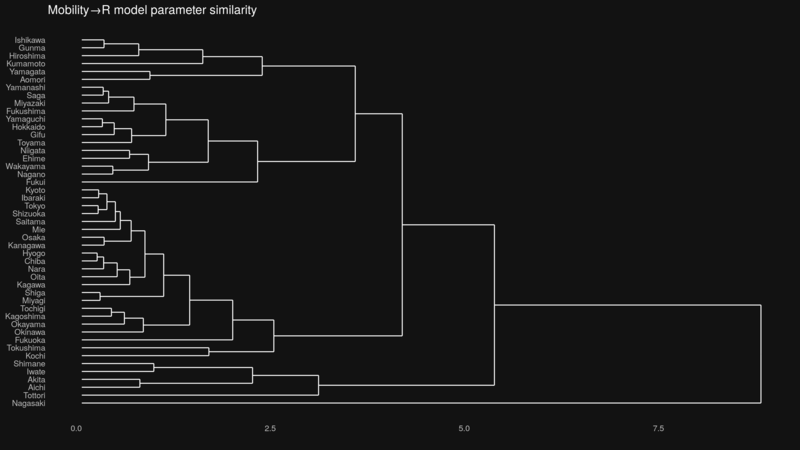 Mobility→R model parameter similarity
Ishikawa
Gunma
Hiroshima
Kumamoto
Yamagata
Aomori
Yamanashi
Saga
Miyazaki
Fukushima
Yamaguchi
Hokkaido
Gifu
Toyama
Niigata
Ehime
Wakayama
Nagano
Fukui
Kyoto
Ibaraki
Tokyo
Shizuoka
Saitama
Mie
Osaka
Kanagawa
Hyogo
Chiba
Nara
Oita
Kagawa
Shiga
Miyagi
Tochigi
Kagoshima
Okayama
Okinawa
Fukuoka
Tokushima
Kochi
Shimane
Iwate
Akita
Aichi
Tottori
Nagasaki
0.0 2.5 5.0 7.5